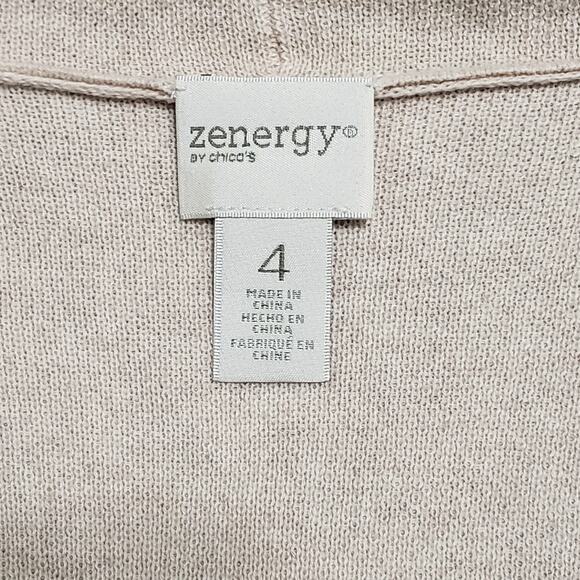 zenergy®
BY chico's
4
MADE IN
CHINA
HECHO EN
CHINA
FABRIQUÉ EN
CHINE